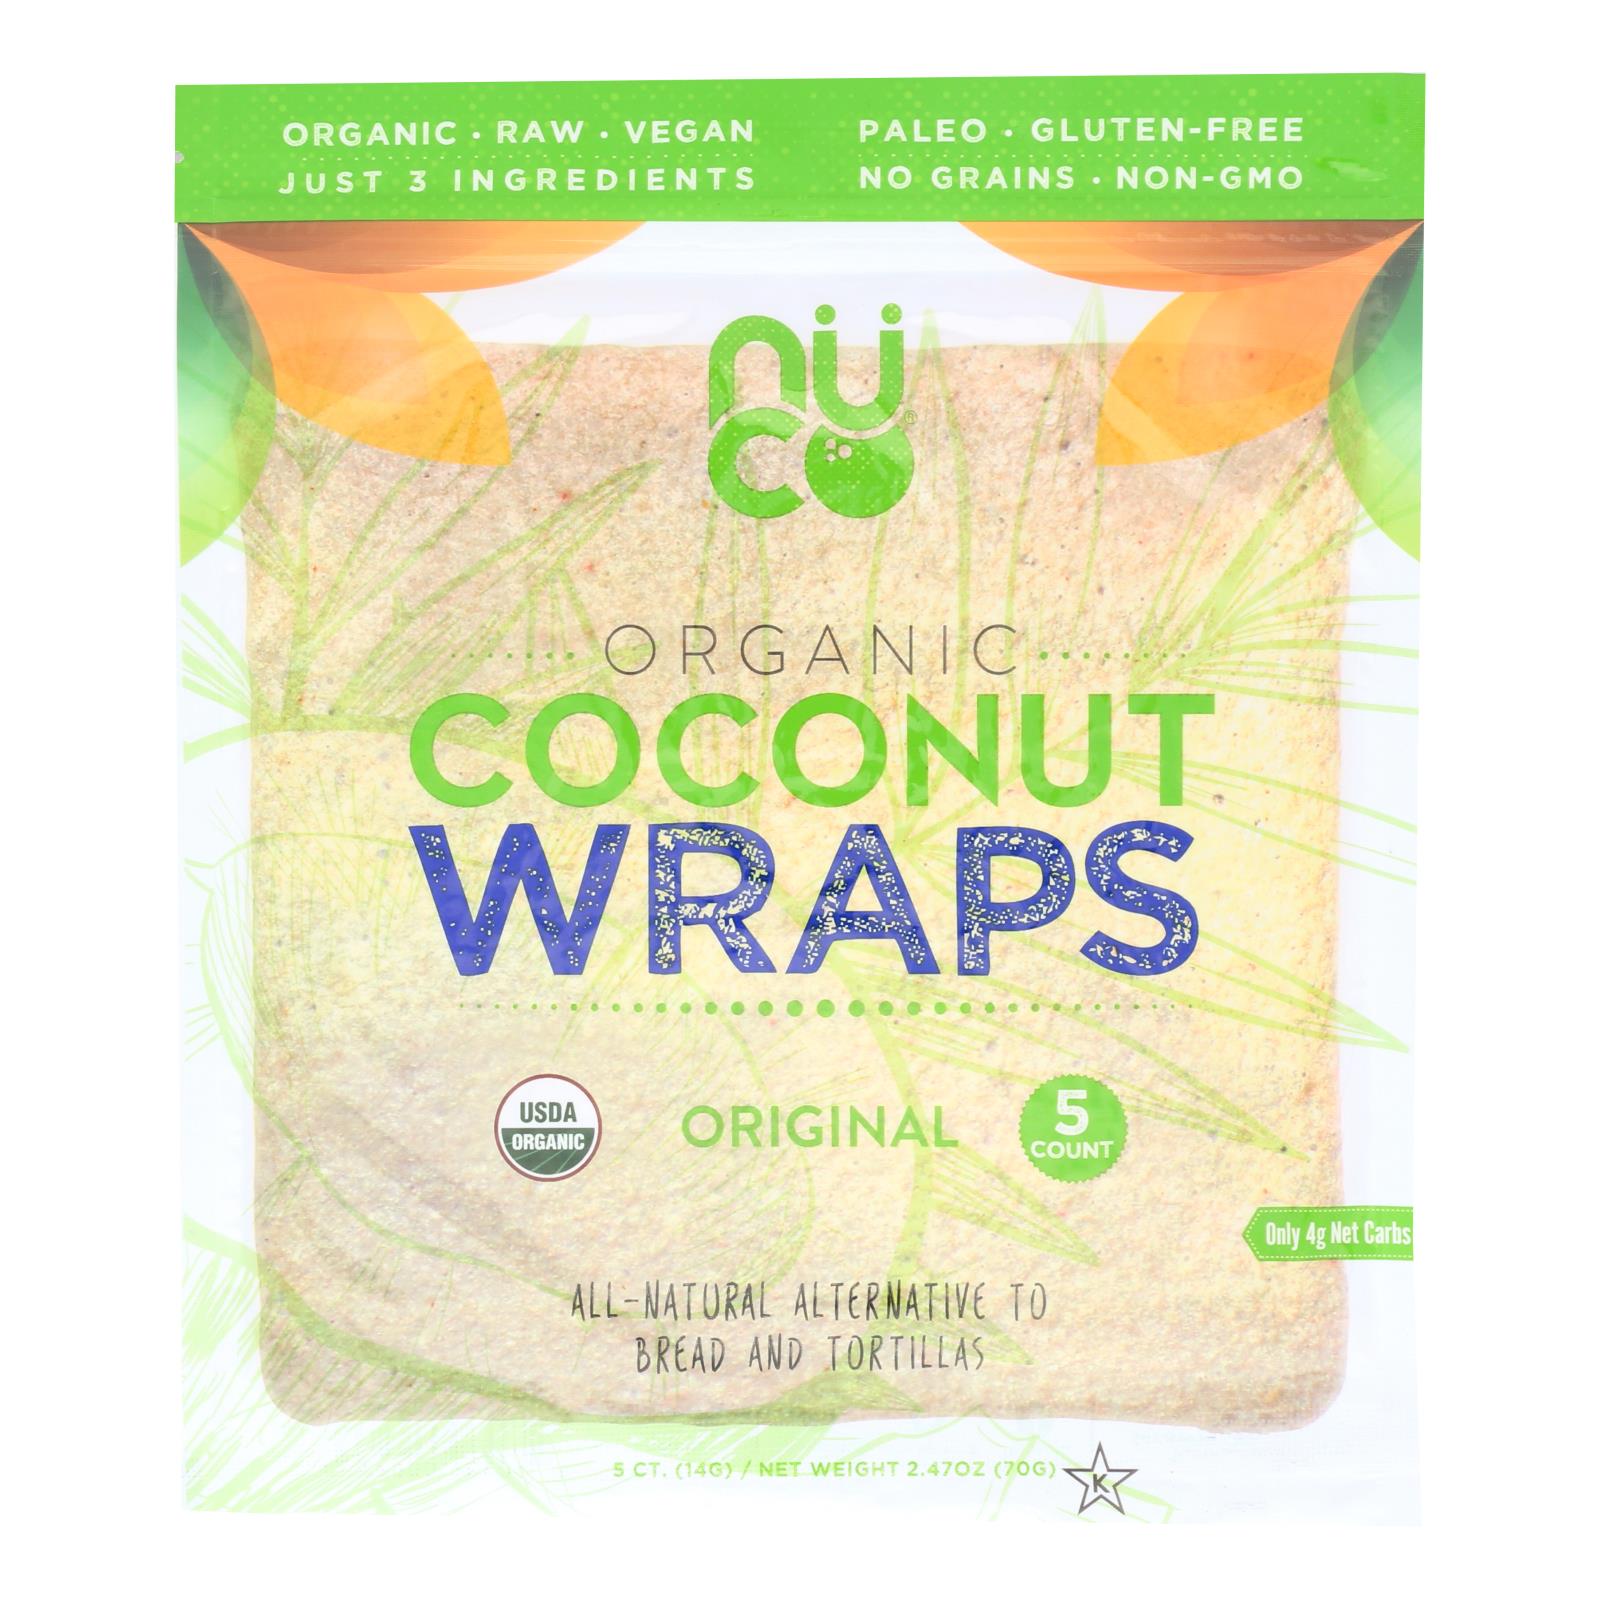 ORGANIC • RAW • VEGAN
JUST 3 INGREDIENTS
PALEO • GLUTEN-FREE
NO GRAINS • NON-GMO
nü
co®
ORGANIC
COCONUT
WRAPS
USDA
ORGANIC
ORIGINAL
5
COUNT
Only 4g Net Carbs
ALL-NATURAL ALTERNATIVE TO
BREAD AND TORTILLAS
5 CT. (14G) / NET WEIGHT 2.47OZ (70G)
K